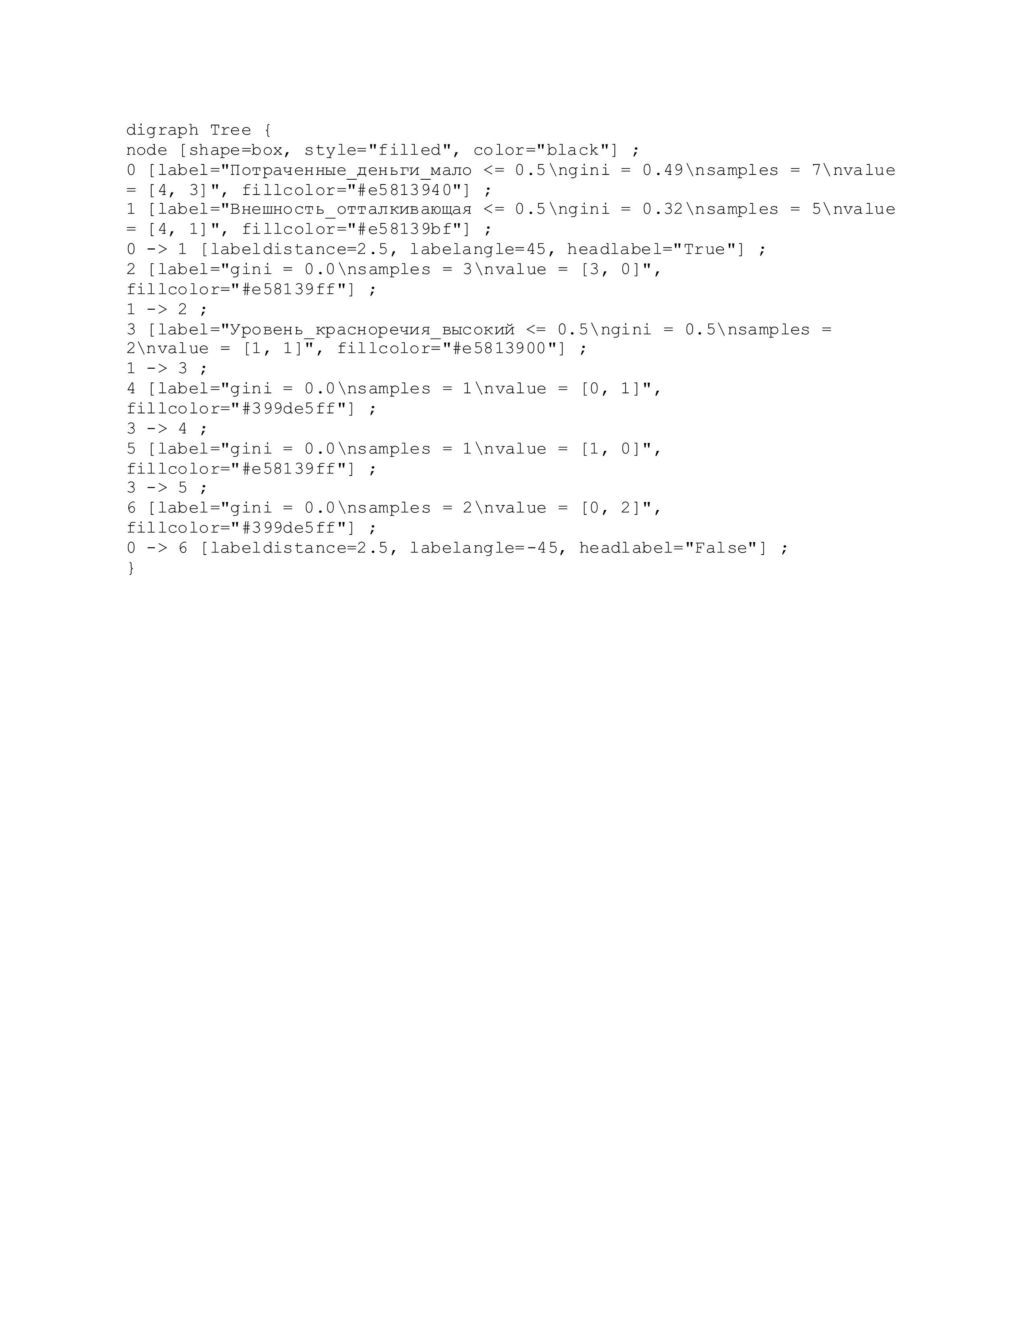 digraph Tree {
node [shape=box, style="filled", color="black"] ;
0 [label="Потраченные_деньги_мало <= 0.5\ngini = 0.49\nsamples = 7\nvalue
= [4, 3]", fillcolor="#e5813940"] ;
1 [label="Внешность_отталкивающая <= 0.5\ngini = 0.32\nsamples = 5\nvalue
= [4, 1]", fillcolor="#e58139bf"] ;
0 -> 1 [labeldistance=2.5, labelangle=45, headlabel="True"] ;
2 [label="gini = 0.0\nsamples = 3\nvalue = [3, 0]",
fillcolor="#e58139ff"] ;
1 -> 2 ;
3 [label="Уровень_красноречия_высокий <= 0.5\ngini = 0.5\nsamples =
2\nvalue = [1, 1]", fillcolor="#e5813900"] ;
1 -> 3 ;
4 [label="gini = 0.0\nsamples = 1\nvalue = [0, 1]",
fillcolor="#399de5ff"] ;
3 -> 4 ;
5 [label="gini = 0.0\nsamples = 1\nvalue = [1, 0]",
fillcolor="#e58139ff"] ;
3 -> 5 ;
6 [label="gini = 0.0\nsamples = 2\nvalue = [0, 2]",
fillcolor="#399de5ff"] ;
0 -> 6 [labeldistance=2.5, labelangle=-45, headlabel="False"] ;
}